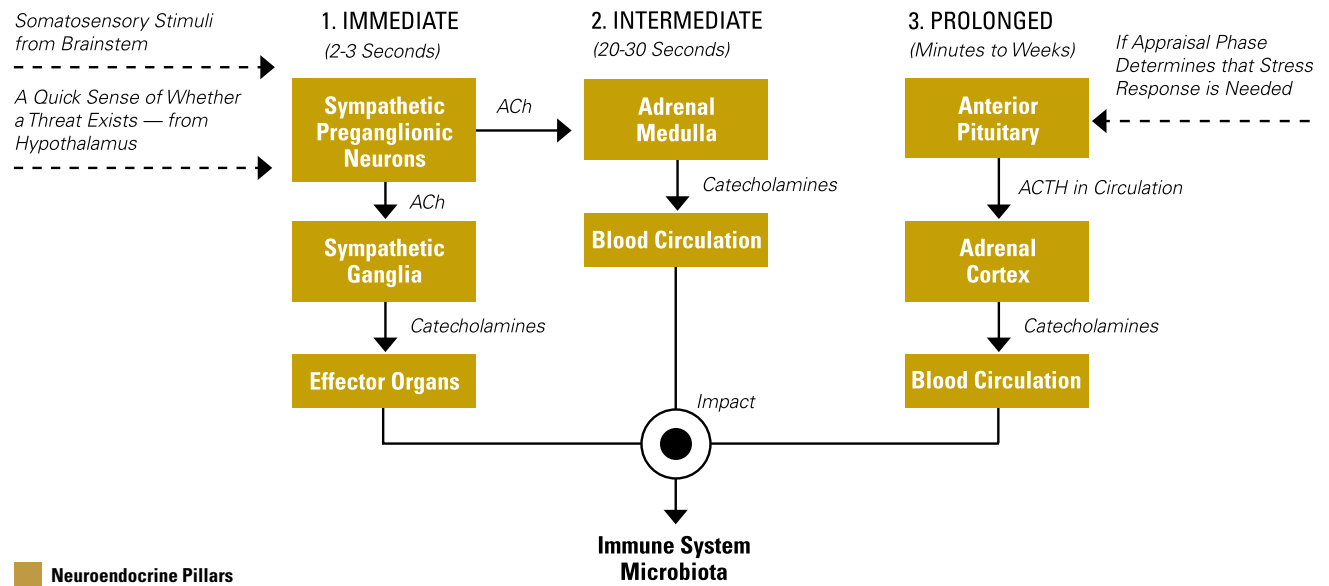 Somatosensory Stimuli
from Brainstem
A Quick Sense of Whether
a Threat Exists — from
Hypothalamus
1. IMMEDIATE
(2-3 Seconds)
Sympathetic
Preganglionic
Neurons
ACh
ACh
Sympathetic
Ganglia
Catecholamines
Effector Organs
2. INTERMEDIATE
(20-30 Seconds)
Adrenal
Medulla
Catecholamines
Blood Circulation
3. PROLONGED
(Minutes to Weeks)
Anterior
Pituitary
ACTH in Circulation
Adrenal
Cortex
Catecholamines
Blood Circulation
If Appraisal Phase
Determines that Stress
Response is Needed
Impact
Immune System
Microbiota
Neuroendocrine Pillars